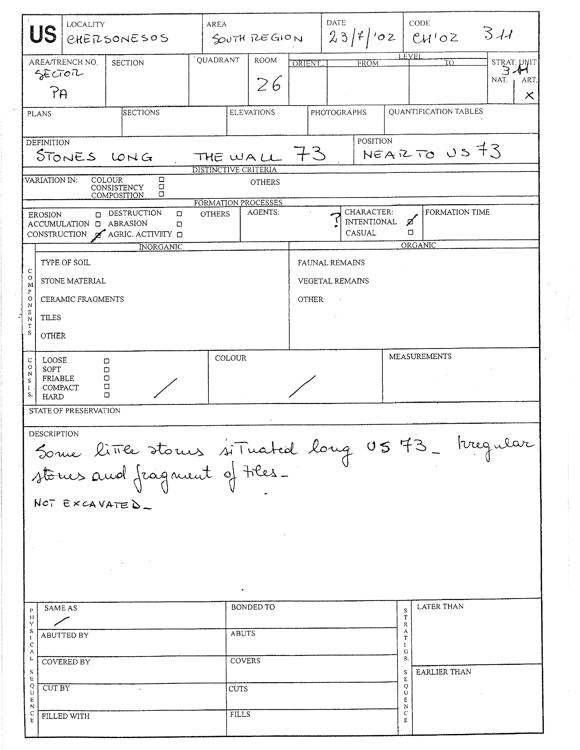 US
LOCALITY
CHERSONESOS
AREA
SOUTH REGION
DATE
23/7/'02
CODE
CH'02 311
AREA/TRENCH NO.
SECTOR
PA
SECTION
QUADRANT
ROOM
26
LEVEL
ORIENT.
FROM
TO
STRAT. UNIT
311
NAT.
ART.
X
PLANS
SECTIONS
ELEVATIONS
PHOTOGRAPHS
QUANTIFICATION TABLES
DEFINITION
STONES LONG THE WALL 73
POSITION
NEAR TO US 73
DISTINCTIVE CRITERIA
VARIATION IN: COLOUR
CONSISTENCY
COMPOSITION
OTHERS
FORMATION PROCESSES
EROSION
DESTRUCTION
OTHERS
ACCUMULATION
ABRASION
CONSTRUCTION
AGRIC. ACTIVITY
AGENTS:
?
CHARACTER:
INTENTIONAL
CASUAL
FORMATION TIME
COMPONENTS
INORGANIC
TYPE OF SOIL
STONE MATERIAL
CERAMIC FRAGMENTS
TILES
OTHER
ORGANIC
FAUNAL REMAINS
VEGETAL REMAINS
OTHER
CONSIS.
LOOSE
SOFT
FRIABLE
COMPACT
HARD
COLOUR
MEASUREMENTS
STATE OF PRESERVATION
DESCRIPTION
Some little stones situated long US 73_ Irregular
stones and fragment of tiles_
NOT EXCAVATED_
PHYSICAL SEQUENCE
SAME AS
BONDED TO
ABUTTED BY
ABUTS
COVERED BY
COVERS
CUT BY
CUTS
FILLED WITH
FILLS
STRATIGR. SEQUENCE
LATER THAN
EARLIER THAN